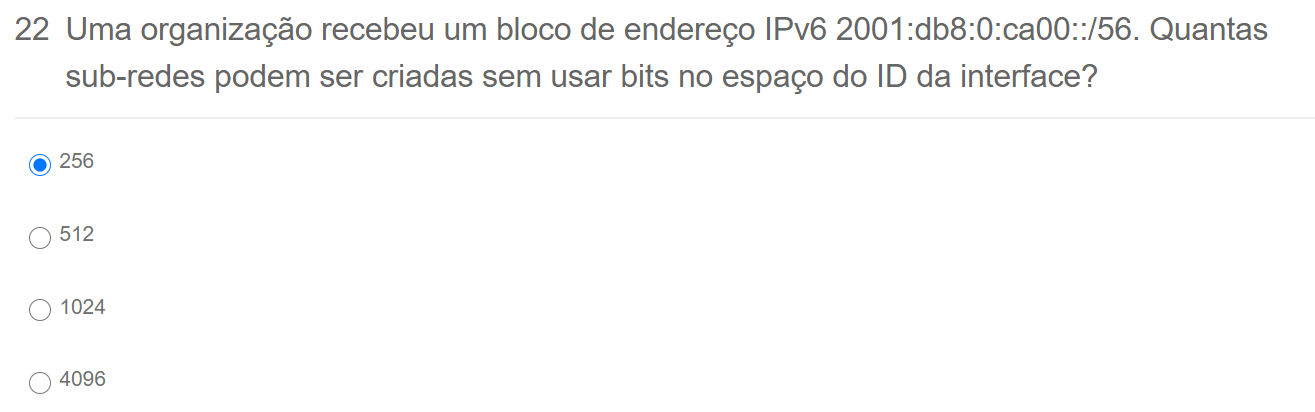 22 Uma organização recebeu um bloco de endereço IPv6 2001:db8:0:ca00::/56. Quantas
sub-redes podem ser criadas sem usar bits no espaço do ID da interface?
256
512
1024
4096